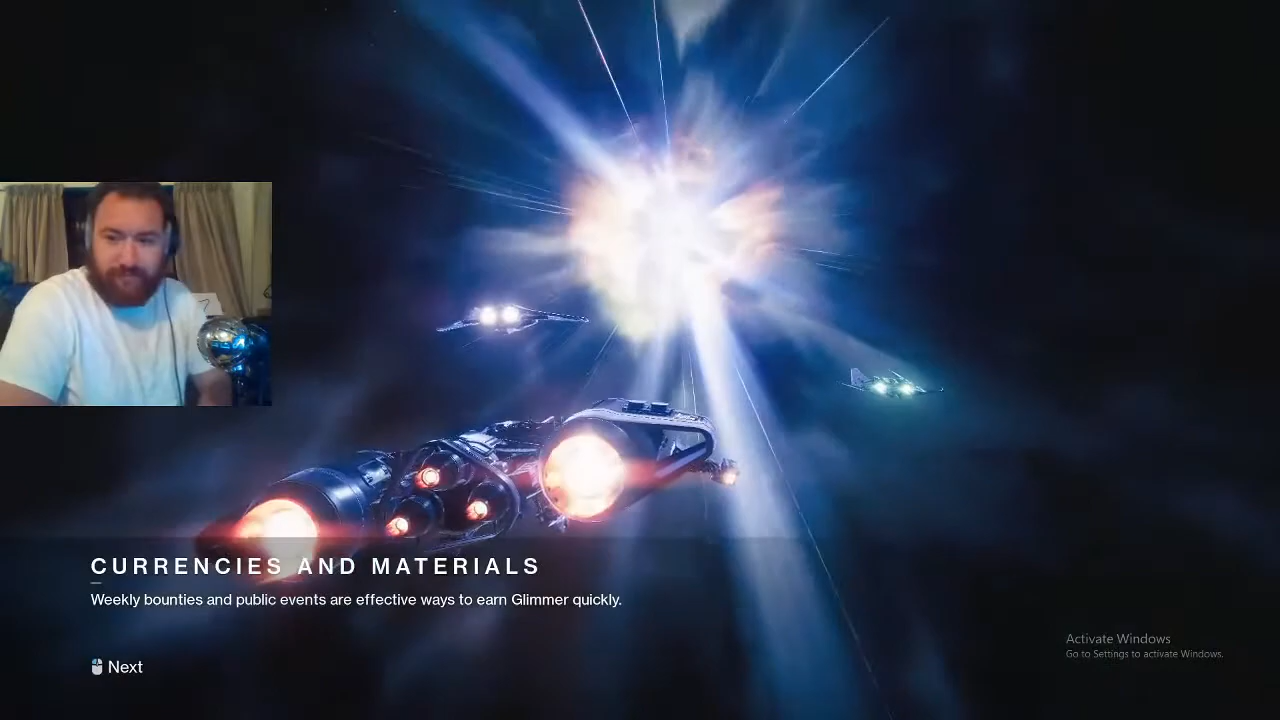 CURRENCIES AND MATERIALS
Weekly bounties and public events are effective ways to earn Glimmer quickly.
Next
Activate Windows
Go to Settings to activate Windows.